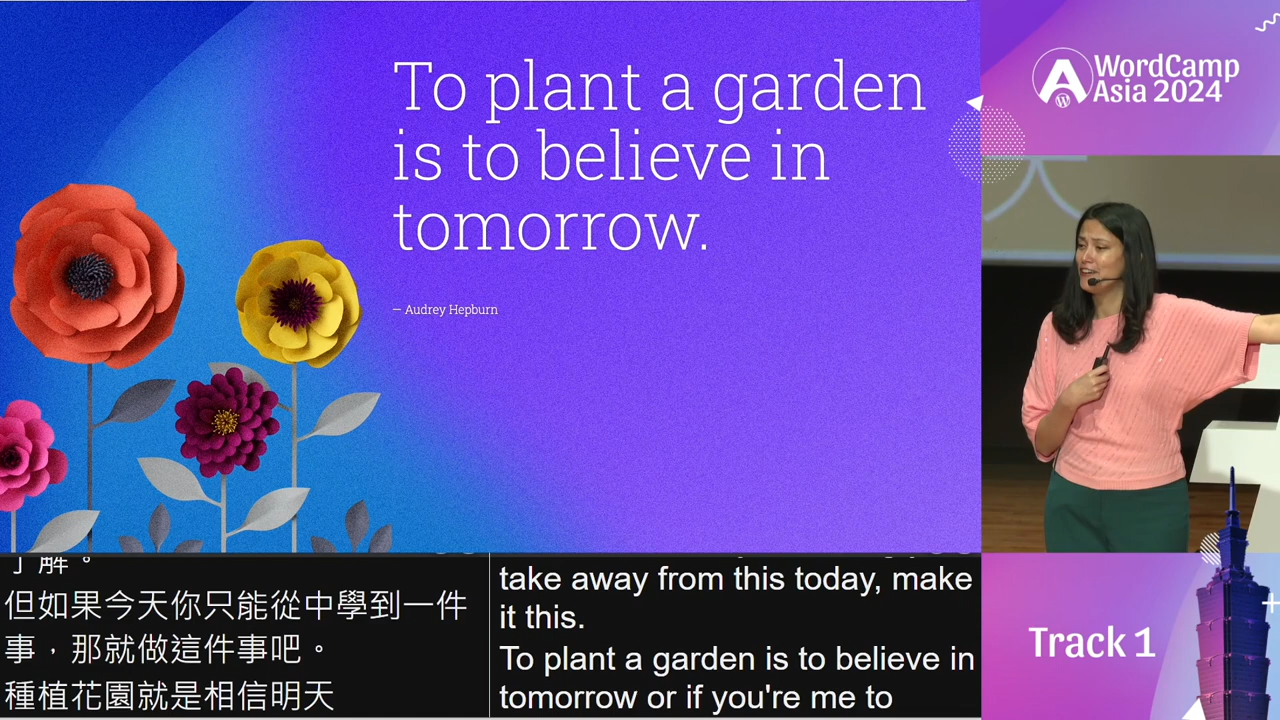 To plant a garden
is to believe in
tomorrow.
— Audrey Hepburn
WordCamp
Asia 2024
了解。
但如果今天你只能從中學到一件
事，那就做這件事吧。
種植花園就是相信明天
take away from this today, make
it this.
To plant a garden is to believe in
tomorrow or if you're me to
Track 1